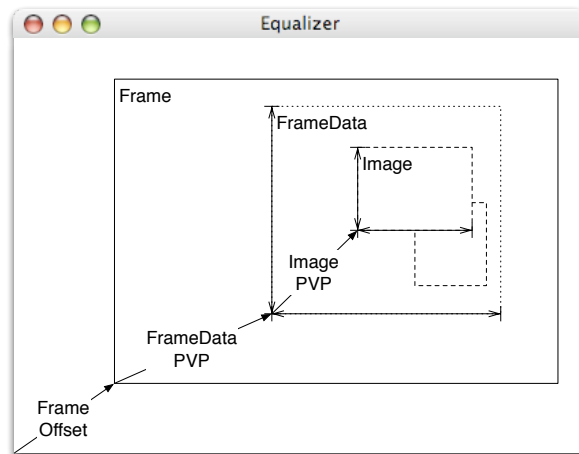 Equalizer
Frame
FrameData
Image
Image
PVP
FrameData
PVP
Frame
Offset